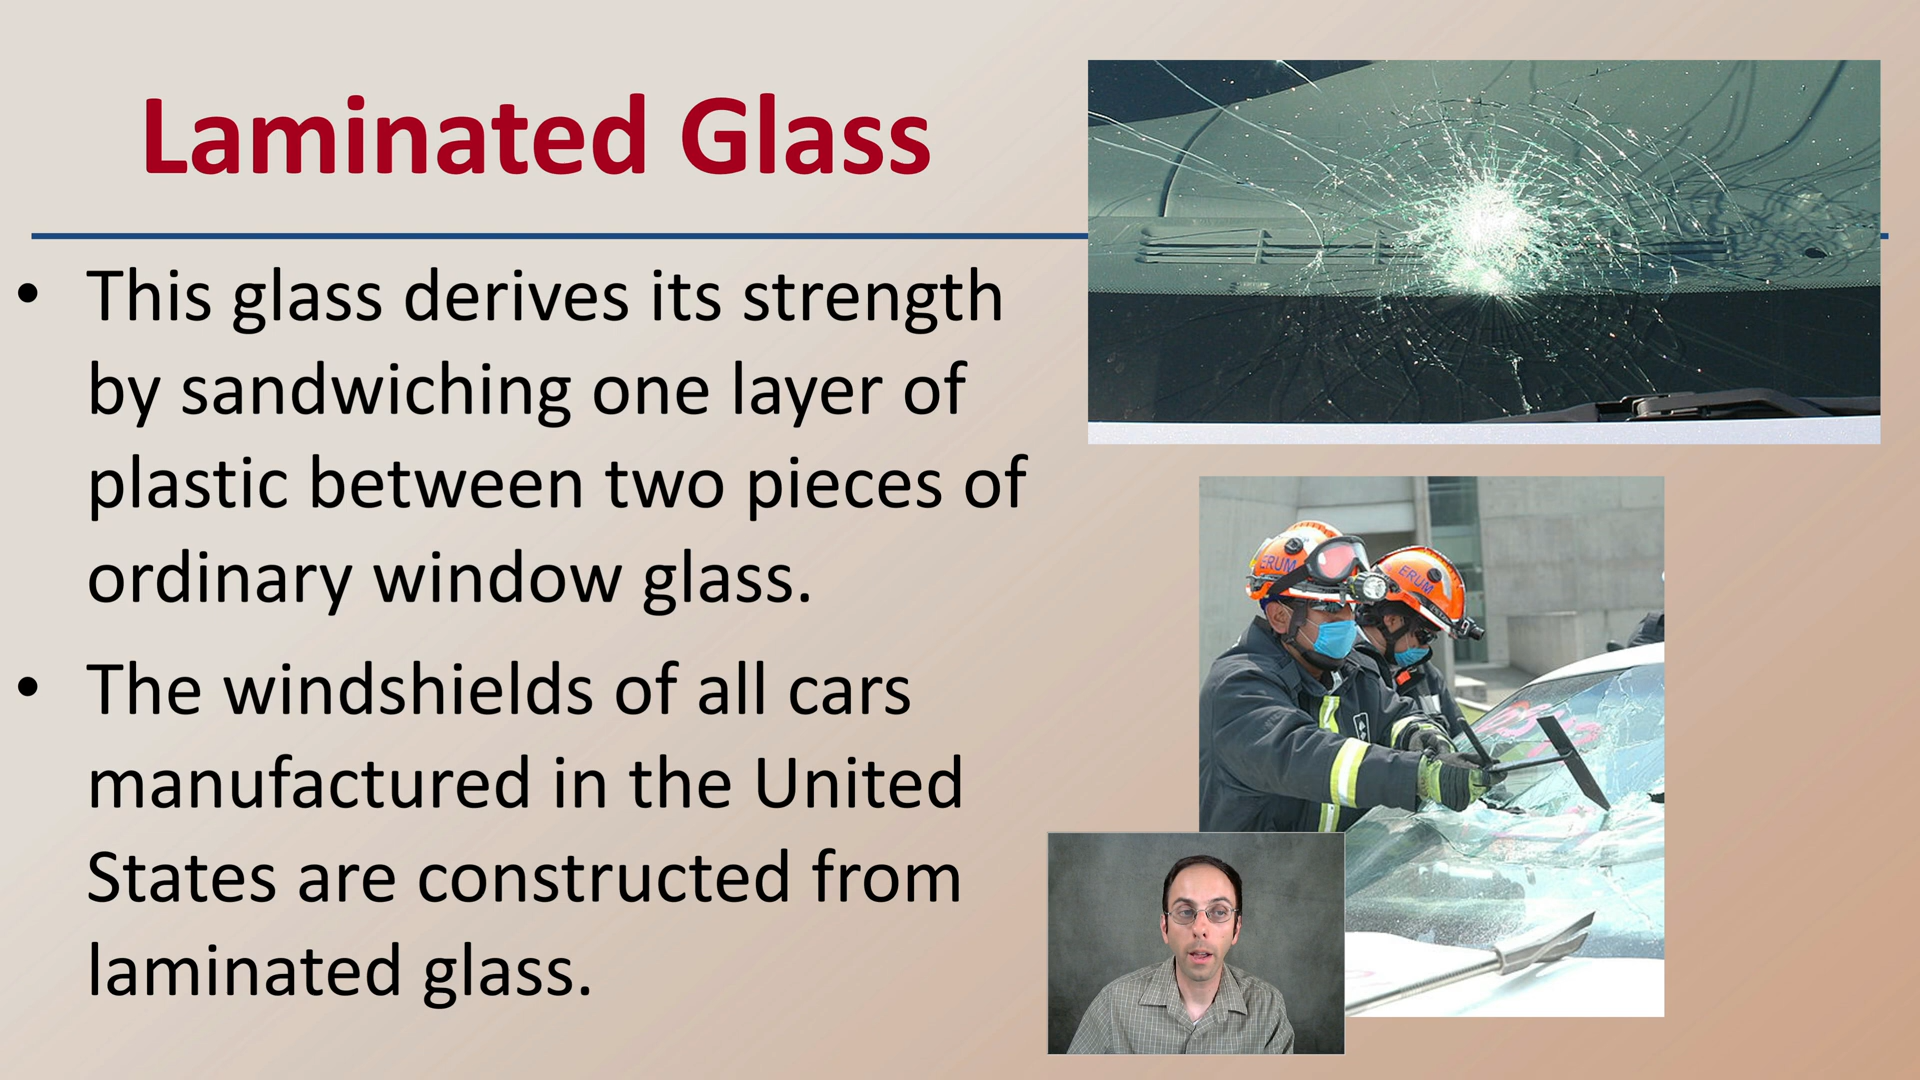 Laminated Glass
• This glass derives its strength
by sandwiching one layer of
plastic between two pieces of
ordinary window glass.
• The windshields of all cars
manufactured in the United
States are constructed from
laminated glass.
ERUM
ERUM